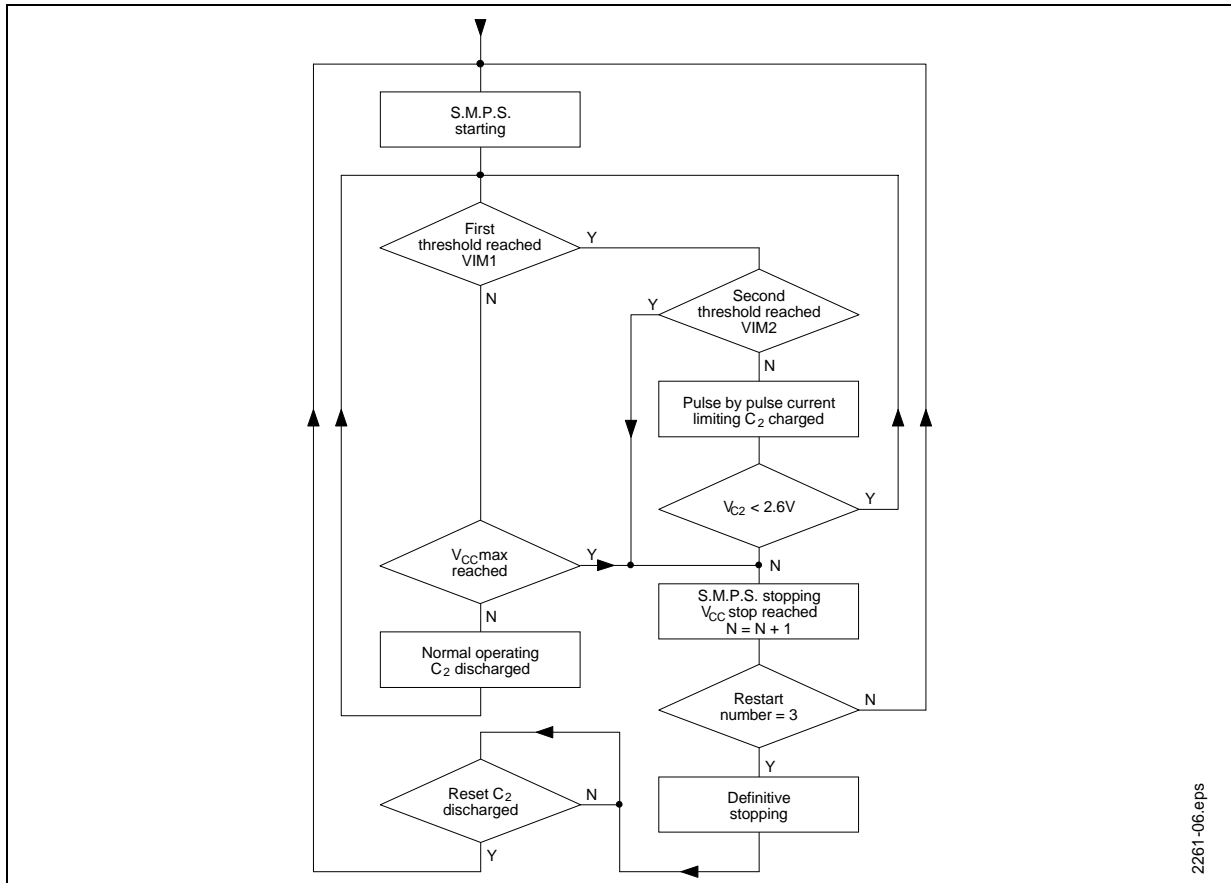 S.M.P.S.
starting
First
threshold reached
VIM1
Y
N
Second
threshold reached
VIM2
Y
N
Pulse by pulse current
limiting C2 charged
VC2 < 2.6V
Y
N
VCC max
reached
Y
N
S.M.P.S. stopping
VCC stop reached
N = N + 1
Normal operating
C2 discharged
Restart
number = 3
N
Y
Reset C2
discharged
N
Y
Definitive
stopping
2261-06.eps